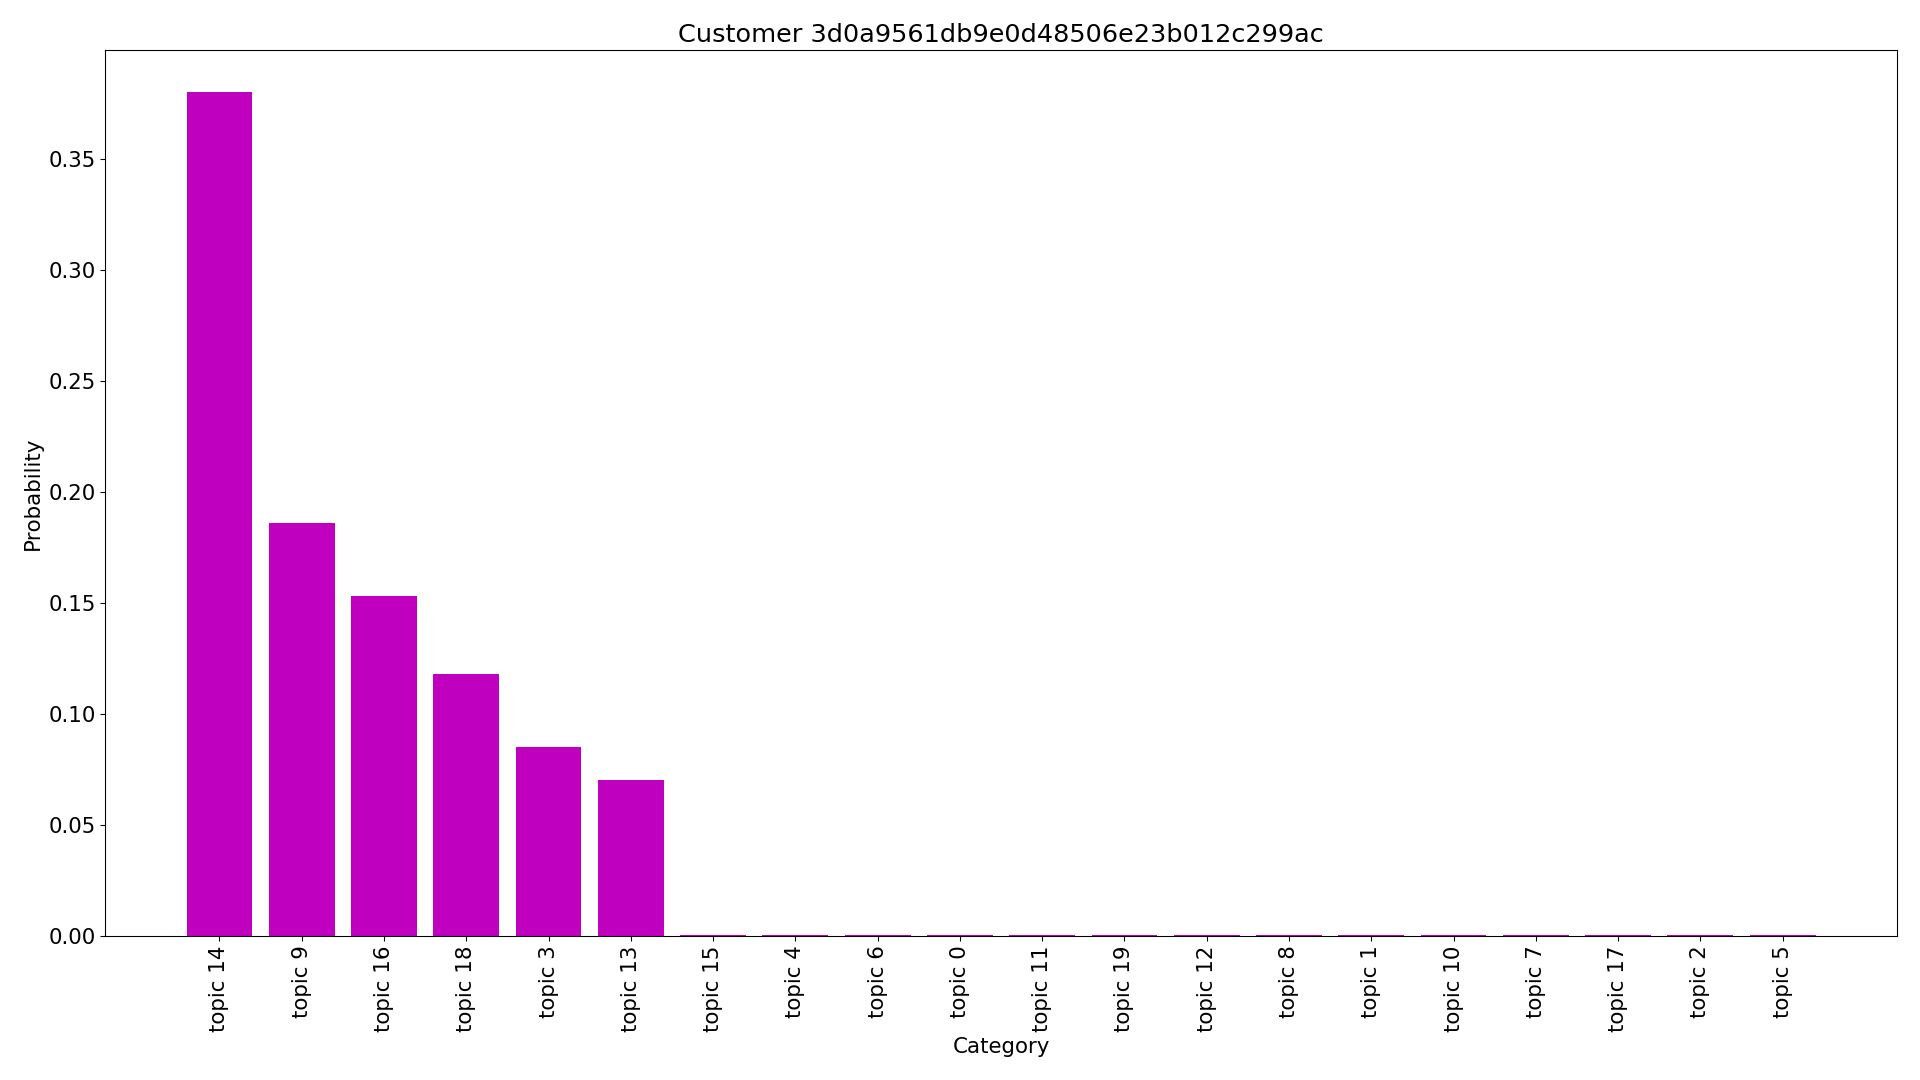 Customer 3d0a9561db9e0d48506e23b012c299ac
Probability
0.35
0.30
0.25
0.20
0.15
0.10
0.05
0.00
topic 14
topic 9
topic 16
topic 18
topic 3
topic 13
topic 15
topic 4
topic 6
topic 0
topic 11
topic 19
topic 12
topic 8
topic 1
topic 10
topic 7
topic 17
topic 2
topic 5
Category